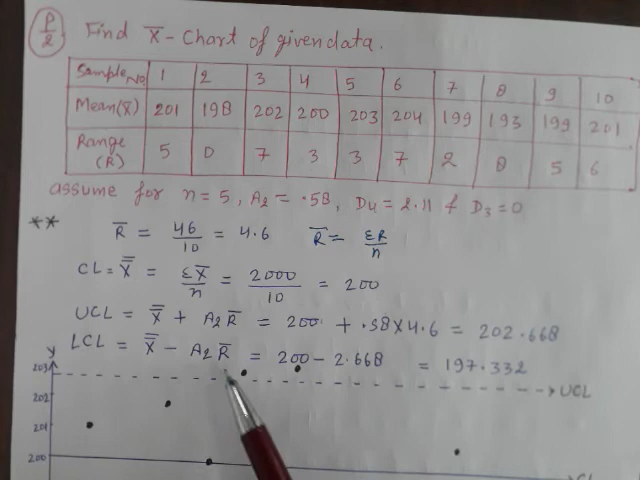 P/2 Find X̄ - Chart of given data.
Sample No 1 2 3 4 5 6 7 8 9 10
Mean(X̄) 201 198 202 200 203 204 199 193 199 201
Range (R) 5 0 7 3 3 7 2 8 5 6
assume for n = 5, A2 = .58, D4 = 2.11 & D3 = 0
** R̄ = 46/10 = 4.6 R̄ = ΣR/n
CL = X̿ = ΣX̄/n = 2000/10 = 200
UCL = X̿ + A2R̄ = 200 + .58 × 4.6 = 202.668
LCL = X̿ - A2R̄ = 200 - 2.668 = 197.332
Y
203
UCL
202
201
200
CL